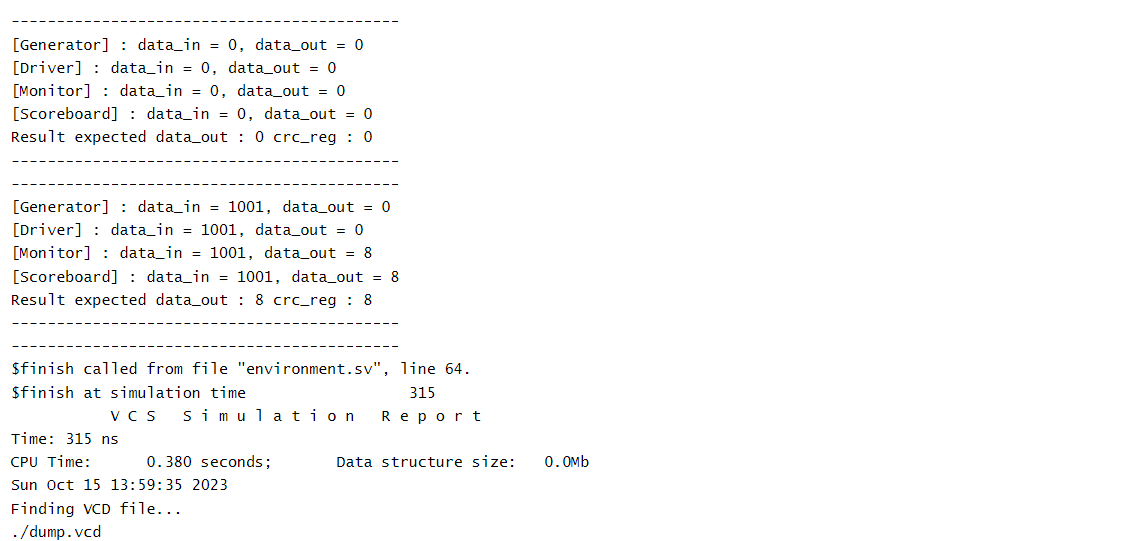 -------------------------------------------
[Generator] : data_in = 0, data_out = 0
[Driver] : data_in = 0, data_out = 0
[Monitor] : data_in = 0, data_out = 0
[Scoreboard] : data_in = 0, data_out = 0
Result expected data_out : 0 crc_reg : 0
-------------------------------------------
-------------------------------------------
[Generator] : data_in = 1001, data_out = 0
[Driver] : data_in = 1001, data_out = 0
[Monitor] : data_in = 1001, data_out = 8
[Scoreboard] : data_in = 1001, data_out = 8
Result expected data_out : 8 crc_reg : 8
-------------------------------------------
-------------------------------------------
$finish called from file "environment.sv", line 64.
$finish at simulation time                  315
           V C S   S i m u l a t i o n   R e p o r t
Time: 315 ns
CPU Time:      0.380 seconds;       Data structure size:   0.0Mb
Sun Oct 15 13:59:35 2023
Finding VCD file...
./dump.vcd